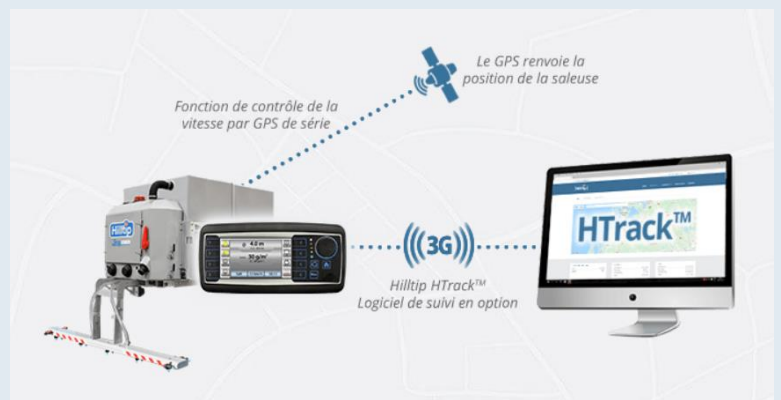 Le GPS renvoie la
position de la saleuse
Fonction de contrôle de la
vitesse par GPS de série
Hilltip
4.0 m
30 g/m²
3G
HTrack™
Hilltip HTrack™
Logiciel de suivi en option